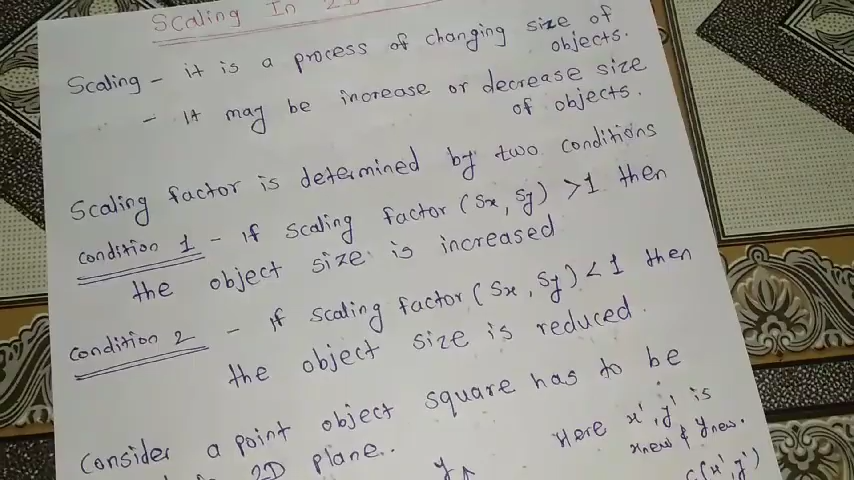 Scaling In 2D
Scaling - it is a process of changing size of
objects.
- It may be increase or decrease size
of objects.
Scaling factor is determined by two conditions
Condition 1 - if scaling factor (Sx, Sy) >1 then
the object size is increased
Condition 2 - if scaling factor (Sx, Sy) <1 then
the object size is reduced.
Consider a point object square has to be
2D plane..
y
Here x', y' is
xnew & ynew.
C(x', y')